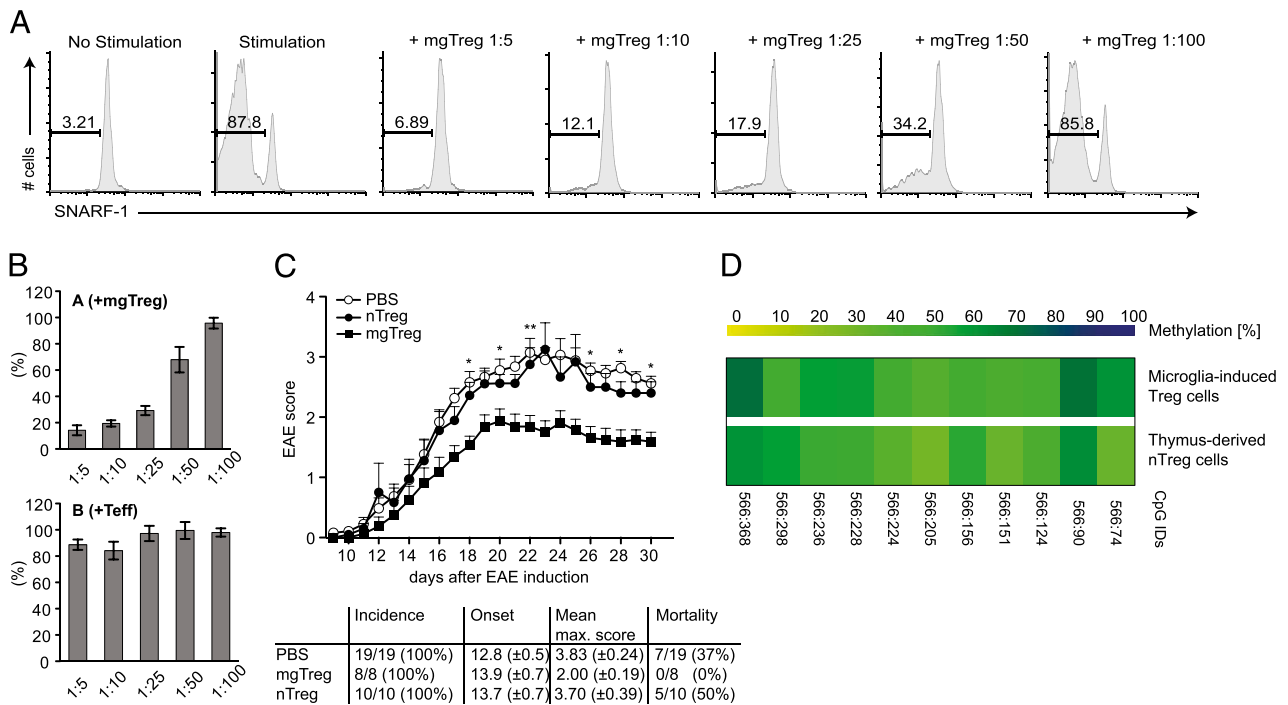 A
No Stimulation
Stimulation
+ mgTreg 1:5
+ mgTreg 1:10
+ mgTreg 1:25
+ mgTreg 1:50
+ mgTreg 1:100
# cells
3.21
87.8
6.89
12.1
17.9
34.2
85.8
SNARF-1
B
A (+mgTreg)
(%)
120
100
80
60
40
20
0
1:5
1:10
1:25
1:50
1:100
B (+Teff)
(%)
120
100
80
60
40
20
0
1:5
1:10
1:25
1:50
1:100
C
PBS
nTreg
mgTreg
EAE score
4
3
2
1
0
* * ** * * *
10 12 14 16 18 20 22 24 26 28 30
days after EAE induction
Incidence Onset Mean max. score Mortality
PBS 19/19 (100%) 12.8 (±0.5) 3.83 (±0.24) 7/19 (37%)
mgTreg 8/8 (100%) 13.9 (±0.7) 2.00 (±0.19) 0/8 (0%)
nTreg 10/10 (100%) 13.7 (±0.7) 3.70 (±0.39) 5/10 (50%)
D
0 10 20 30 40 50 60 70 80 90 100
Methylation [%]
Microglia-induced
Treg cells
Thymus-derived
nTreg cells
566:368
566:298
566:236
566:228
566:224
566:205
566:156
566:151
566:124
566:90
566:74
CpG IDs